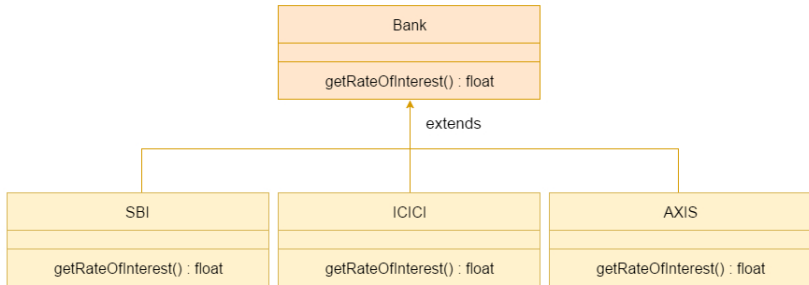 Bank
getRateOfInterest() : float
extends
SBI
ICICI
AXIS
getRateOfInterest() : float
getRateOfInterest() : float
getRateOfInterest() : float